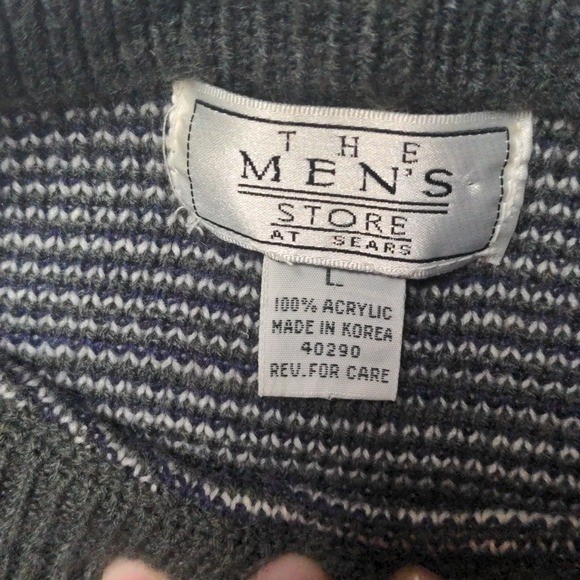 THE
MEN'S
STORE
AT SEARS
L
100% ACRYLIC
MADE IN KOREA
40290
REV. FOR CARE